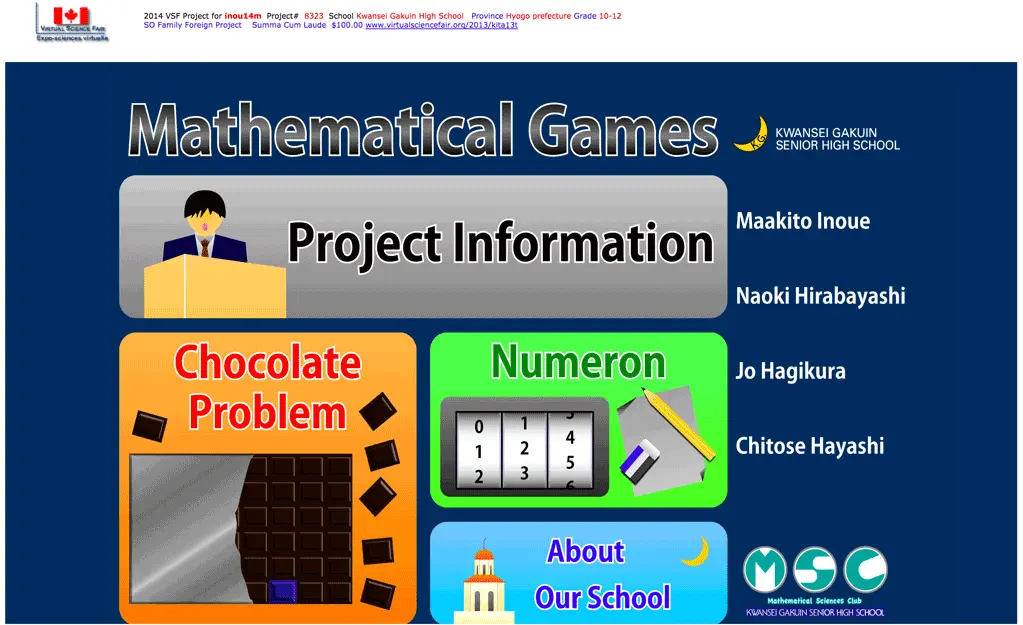 2014 VSF Project for inou14m Project# 8323 School Kwansei Gakuin High School Province Hyogo prefecture Grade 10-12
SO Family Foreign Project Summa Cum Laude $100.00 www.virtualsciencefair.org/2013/kita13t
Virtual Science Fair
Expo-sciences virtuelle
Mathematical Games
KWANSEI GAKUIN
SENIOR HIGH SCHOOL
KG
Project Information
Maakito Inoue
Naoki Hirabayashi
Jo Hagikura
Chitose Hayashi
Chocolate
Problem
Numeron
0 1 3
1 2 4
2 3 5
6
About
Our School
MSC
Mathematical Sciences Club
KWANSEI GAKUIN SENIOR HIGH SCHOOL